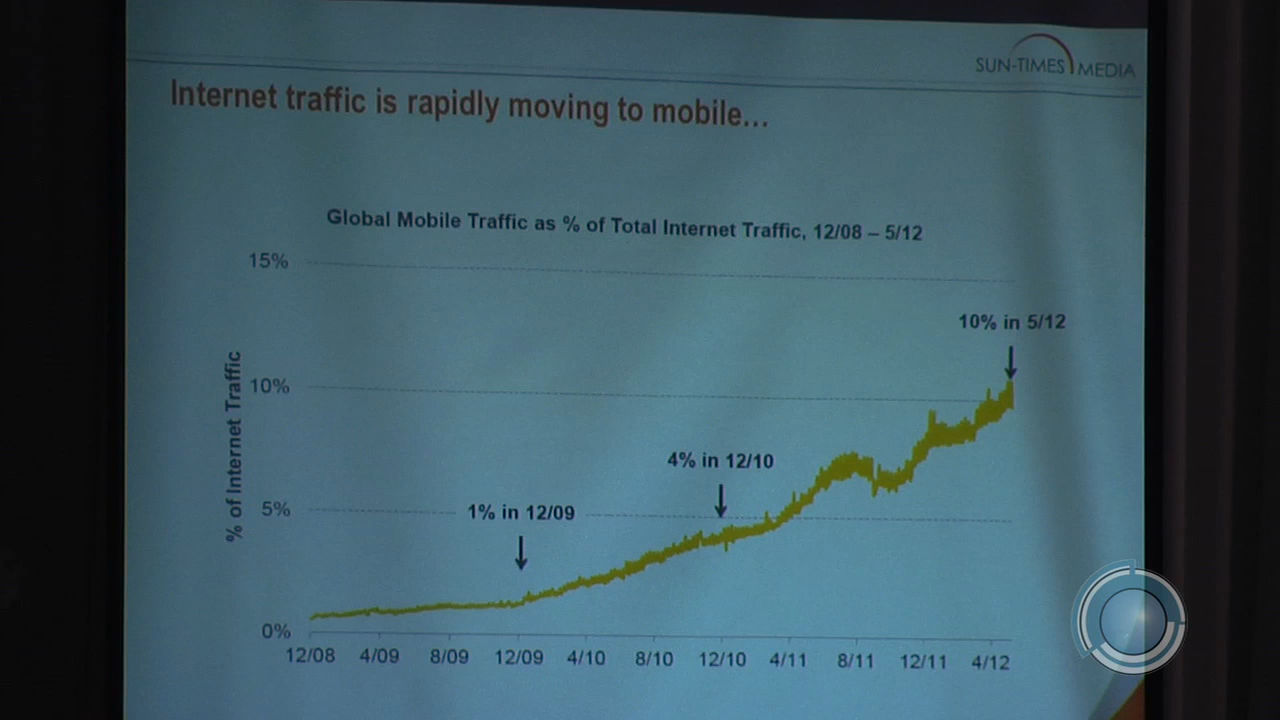 SUN-TIMES MEDIA
Internet traffic is rapidly moving to mobile...
Global Mobile Traffic as % of Total Internet Traffic, 12/08 – 5/12
15%
10% in 5/12
10%
4% in 12/10
5%
1% in 12/09
0%
% of Internet Traffic
12/08 4/09 8/09 12/09 4/10 8/10 12/10 4/11 8/11 12/11 4/12